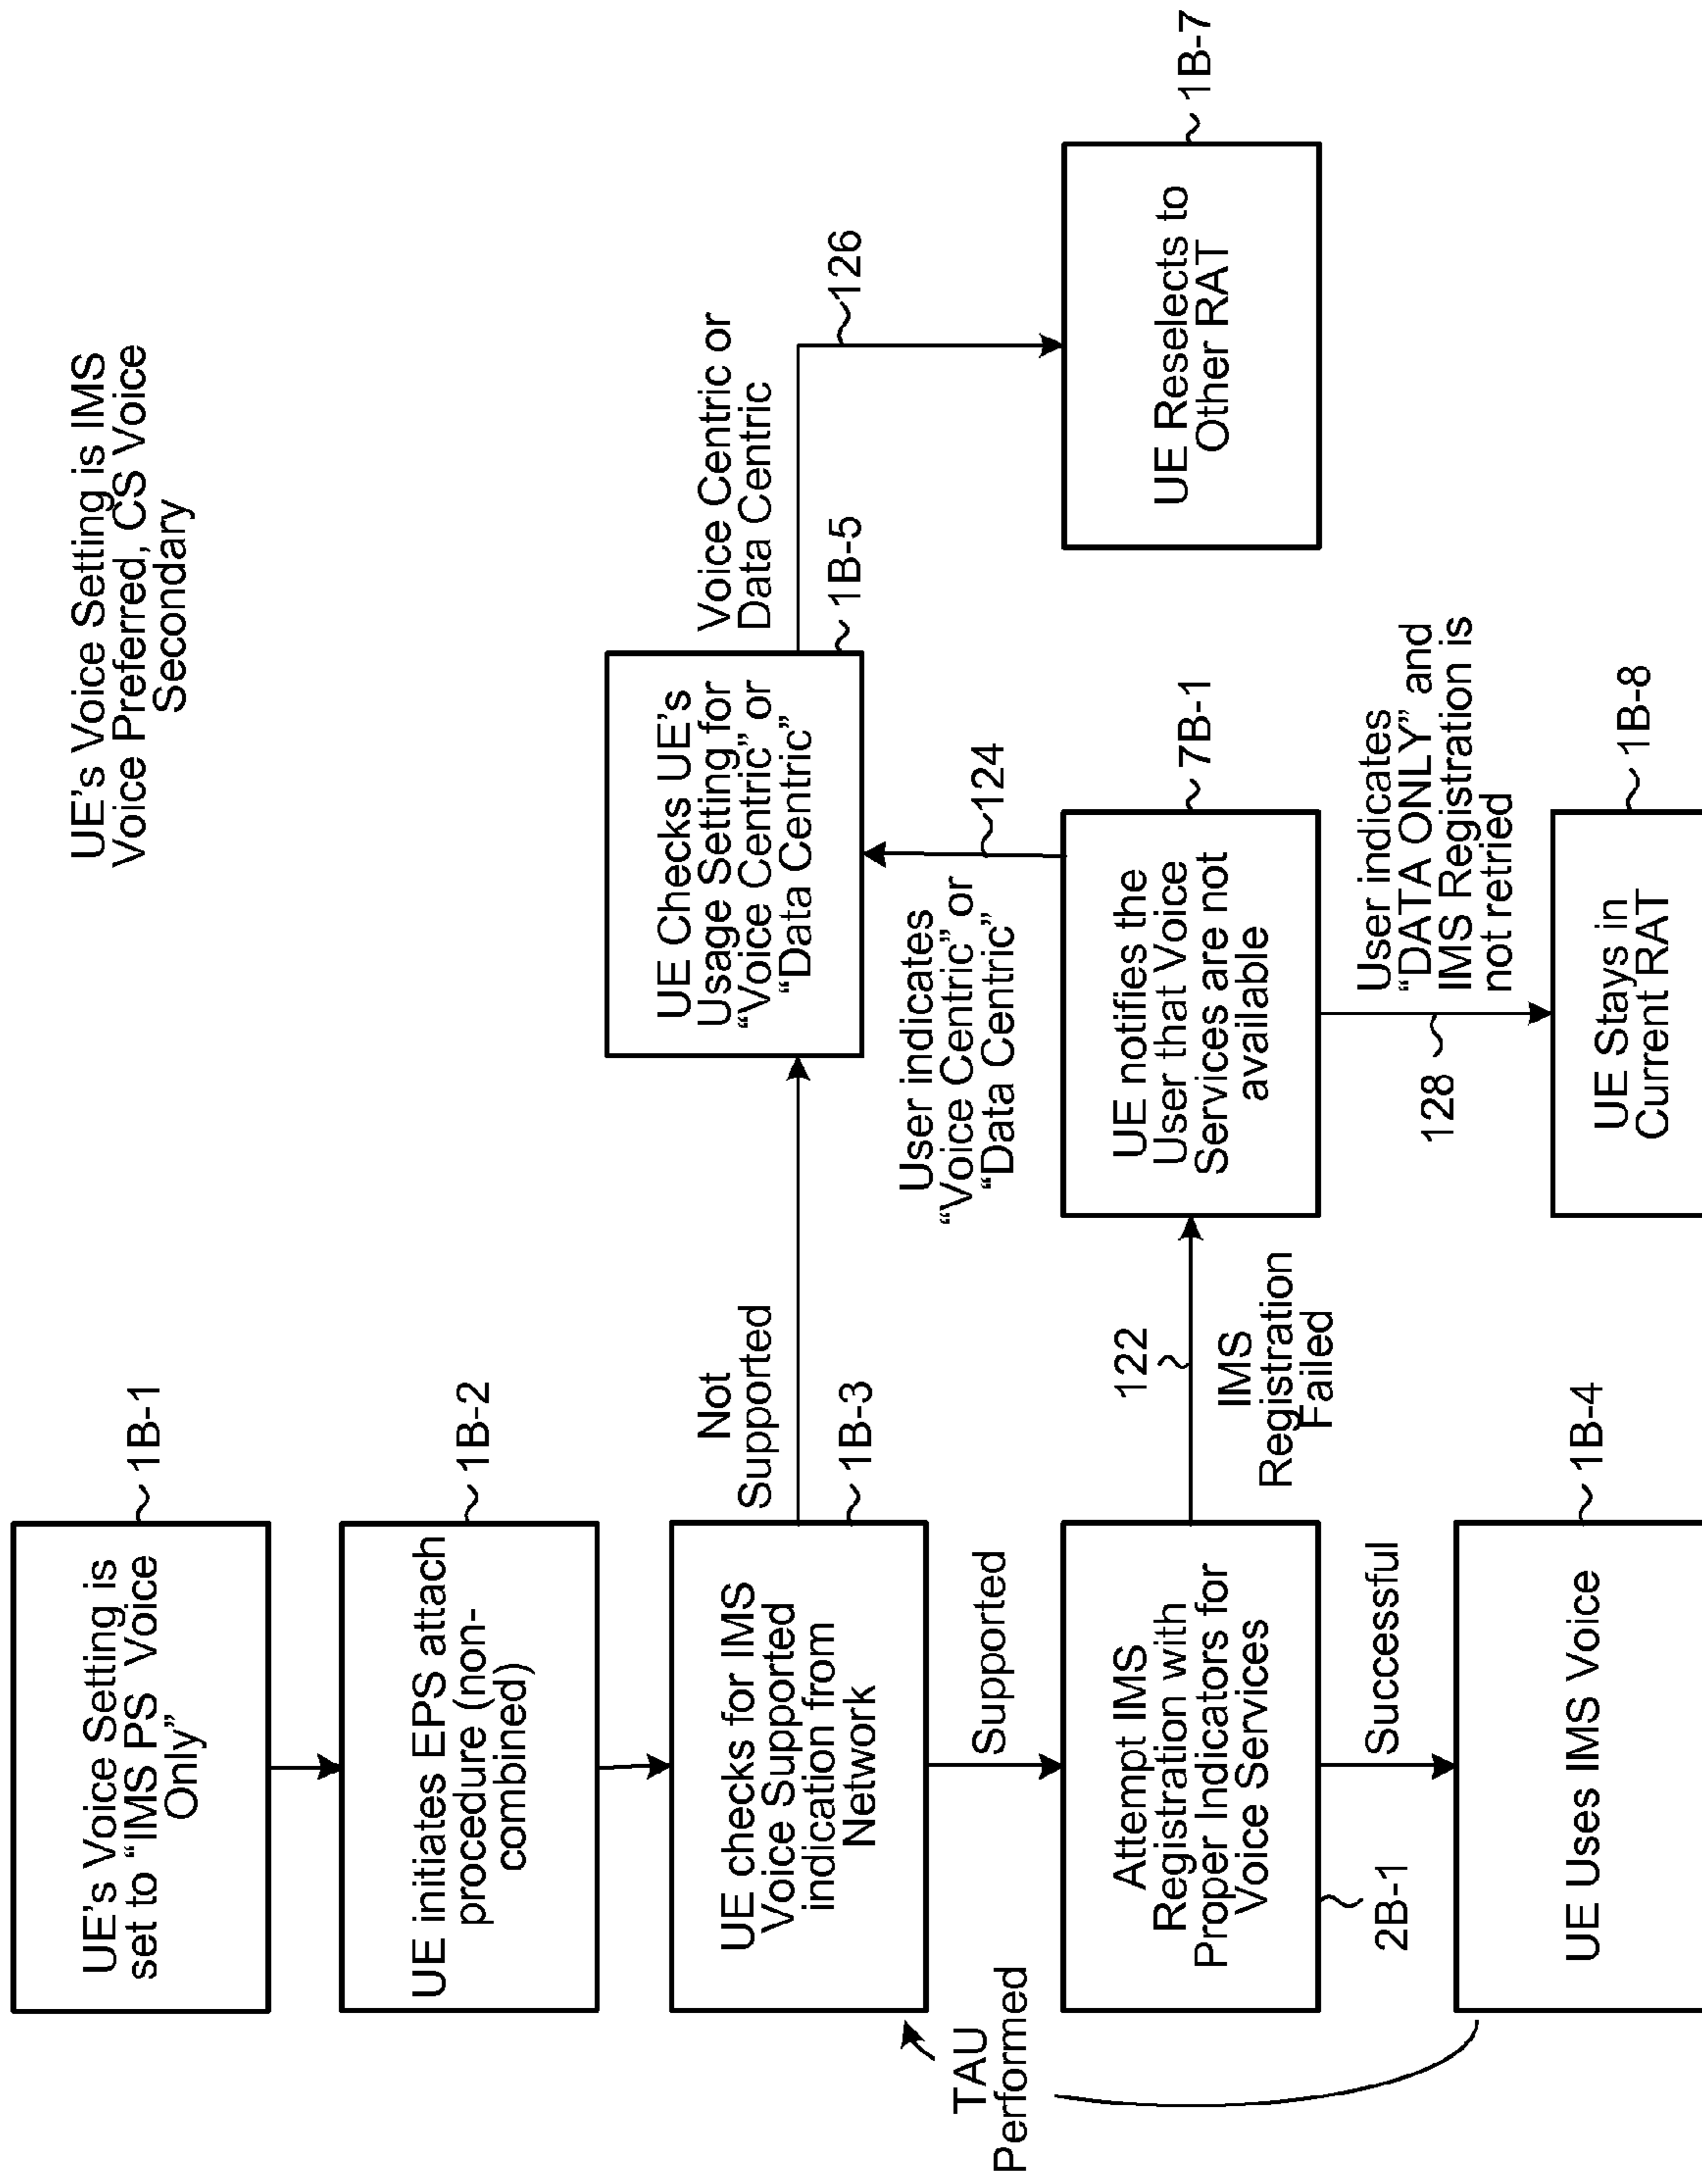 UE's Voice Setting is IMS
Voice Preferred, CS Voice
Secondary
UE's Voice Setting is
set to “IMS PS Voice
Only”
1B-1
UE initiates EPS attach
procedure (non-
combined)
1B-2
UE checks for IMS
Voice Supported
indication from
Network
1B-3
Not
Supported
UE Checks UE's
Usage Setting for
“Voice Centric” or
“Data Centric”
1B-5
Voice Centric or
Data Centric
126
TAU
Performed
Supported
User indicates
“Voice Centric” or
“Data Centric”
124
Attempt IMS
Registration with
Proper Indicators for
Voice Services
2B-1
122
IMS
Registration
Failed
UE notifies the
User that Voice
Services are not
available
7B-1
UE Reselects to
Other RAT
1B-7
Successful
128
User indicates
“DATA ONLY” and
IMS Registration is
not retried
UE Uses IMS Voice
1B-4
UE Stays in
Current RAT
1B-8